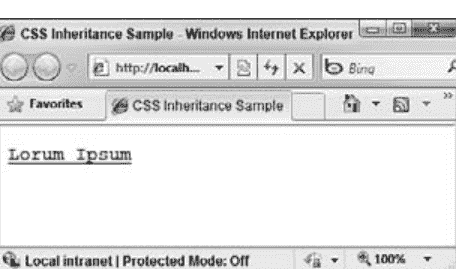 CSS Inheritance Sample - Windows Internet Explorer
http://localh...
Bing
Favorites
CSS Inheritance Sample
»
Lorum Ipsum
Local intranet | Protected Mode: Off
100%